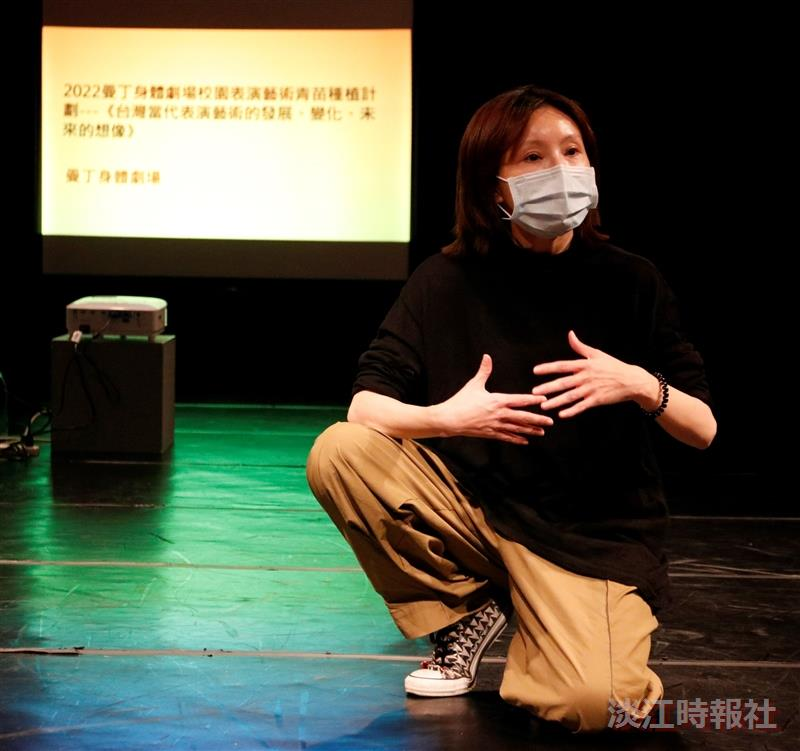 2022曼丁身體劇場校園表演藝術青苗種植計
劃---《台灣當代表演藝術的發展、變化、未
來的想像》
曼丁身體劇場
淡江時報社